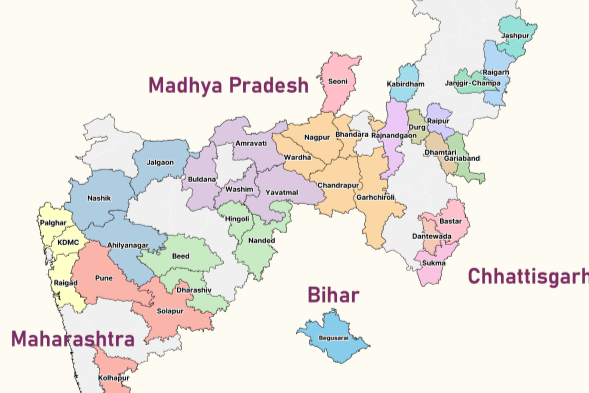 Jashpur
Raigarh
Janjgir-Champa
Madhya Pradesh
Seoni
Kabirdham
Raipur
Durg
Rajnandgaon
Bhandara
Nagpur
Amravati
Wardha
Dhamtari
Gariaband
Jalgaon
Buldana
Washim
Yavatmal
Chandrapur
Garhchiroli
Nashik
Hingoli
Palghar
Bastar
Dantewada
KDMC
Ahilyanagar
Nanded
Beed
Sukma
Raigad
Pune
Dharashiv
Chhattisgarh
Bihar
Solapur
Maharashtra
Begusarai
Kolhapur